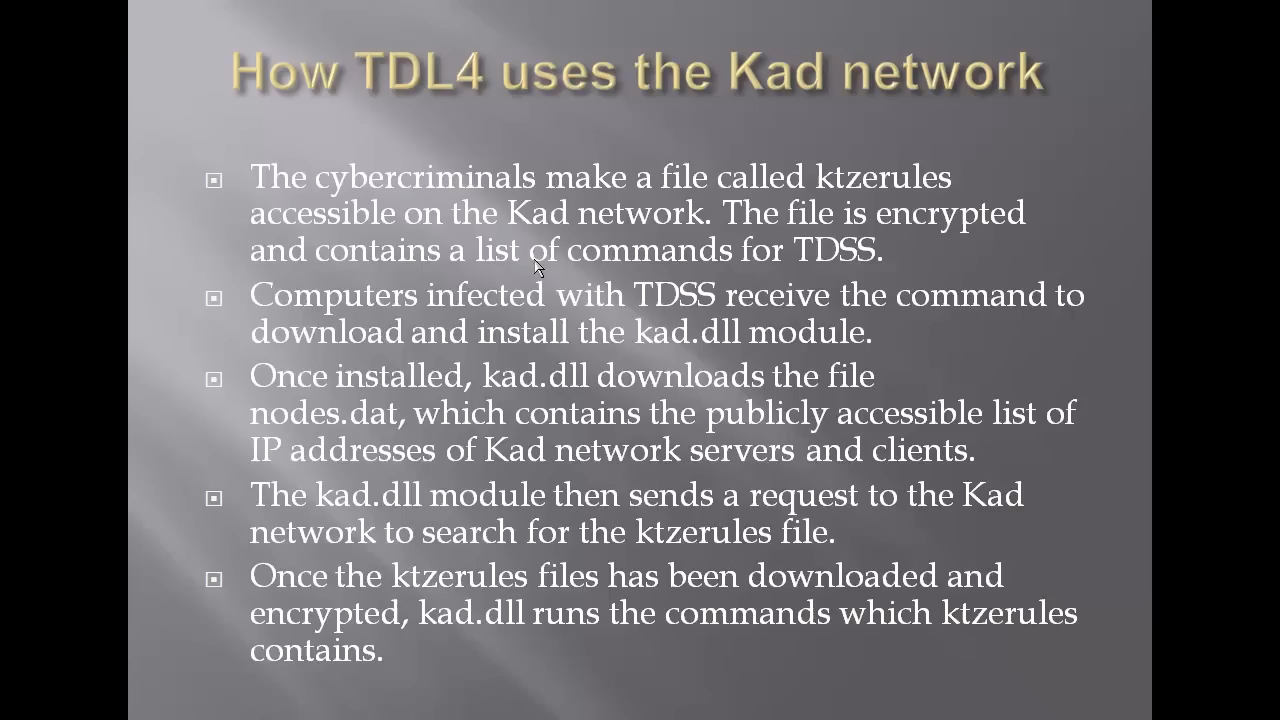 How TDL4 uses the Kad network
The cybercriminals make a file called ktzerules
accessible on the Kad network. The file is encrypted
and contains a list of commands for TDSS.
Computers infected with TDSS receive the command to
download and install the kad.dll module.
Once installed, kad.dll downloads the file
nodes.dat, which contains the publicly accessible list of
IP addresses of Kad network servers and clients.
The kad.dll module then sends a request to the Kad
network to search for the ktzerules file.
Once the ktzerules files has been downloaded and
encrypted, kad.dll runs the commands which ktzerules
contains.